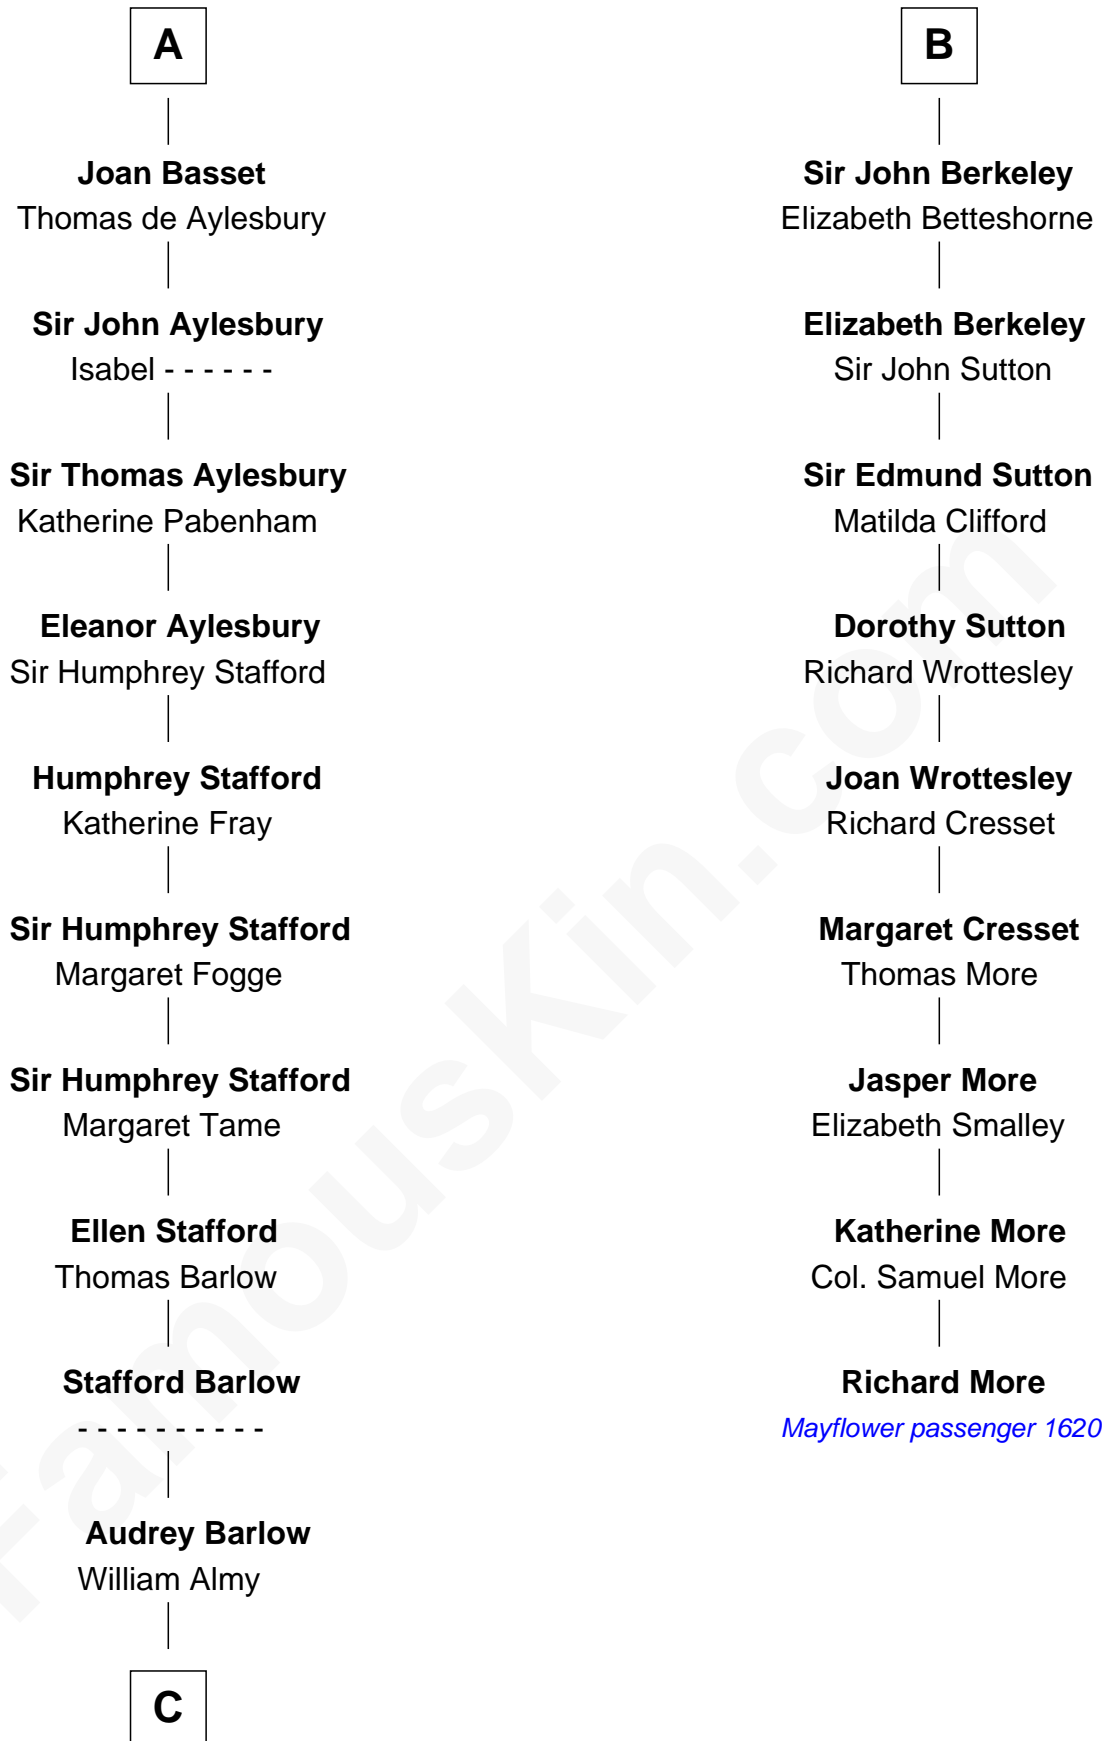 A
Joan Basset
Thomas de Aylesbury
Sir John Aylesbury
Isabel - - - - - -
Sir Thomas Aylesbury
Katherine Pabenham
Eleanor Aylesbury
Sir Humphrey Stafford
Humphrey Stafford
Katherine Fray
Sir Humphrey Stafford
Margaret Fogge
Sir Humphrey Stafford
Margaret Tame
Ellen Stafford
Thomas Barlow
Stafford Barlow
- - - - - - - - - -
Audrey Barlow
William Almy
C
B
Sir John Berkeley
Elizabeth Betteshorne
Elizabeth Berkeley
Sir John Sutton
Sir Edmund Sutton
Matilda Clifford
Dorothy Sutton
Richard Wrottesley
Joan Wrottesley
Richard Cresset
Margaret Cresset
Thomas More
Jasper More
Elizabeth Smalley
Katherine More
Col. Samuel More
Richard More
Mayflower passenger 1620
FamousKin.com